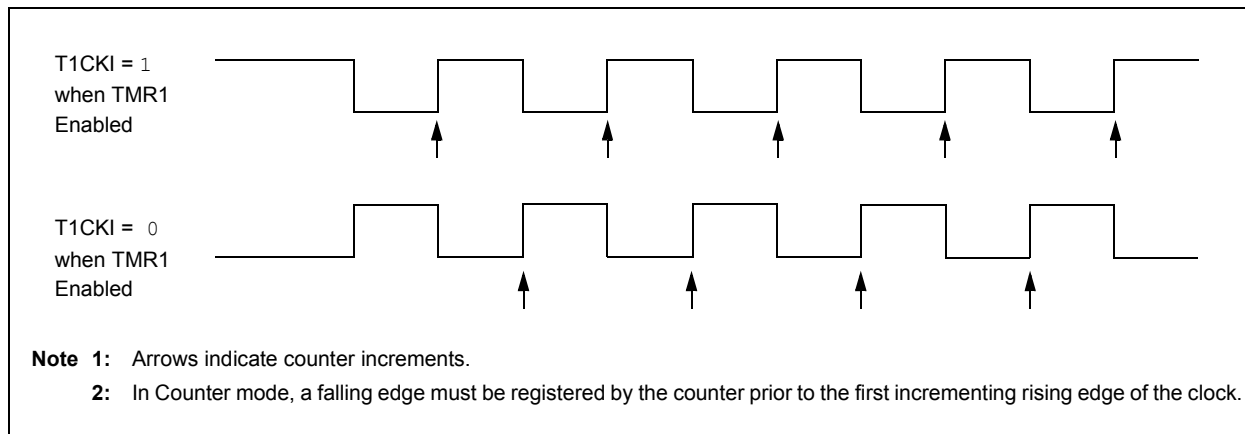 T1CKI = 1
when TMR1
Enabled
T1CKI = 0
when TMR1
Enabled
Note 1: Arrows indicate counter increments.
2: In Counter mode, a falling edge must be registered by the counter prior to the first incrementing rising edge of the clock.